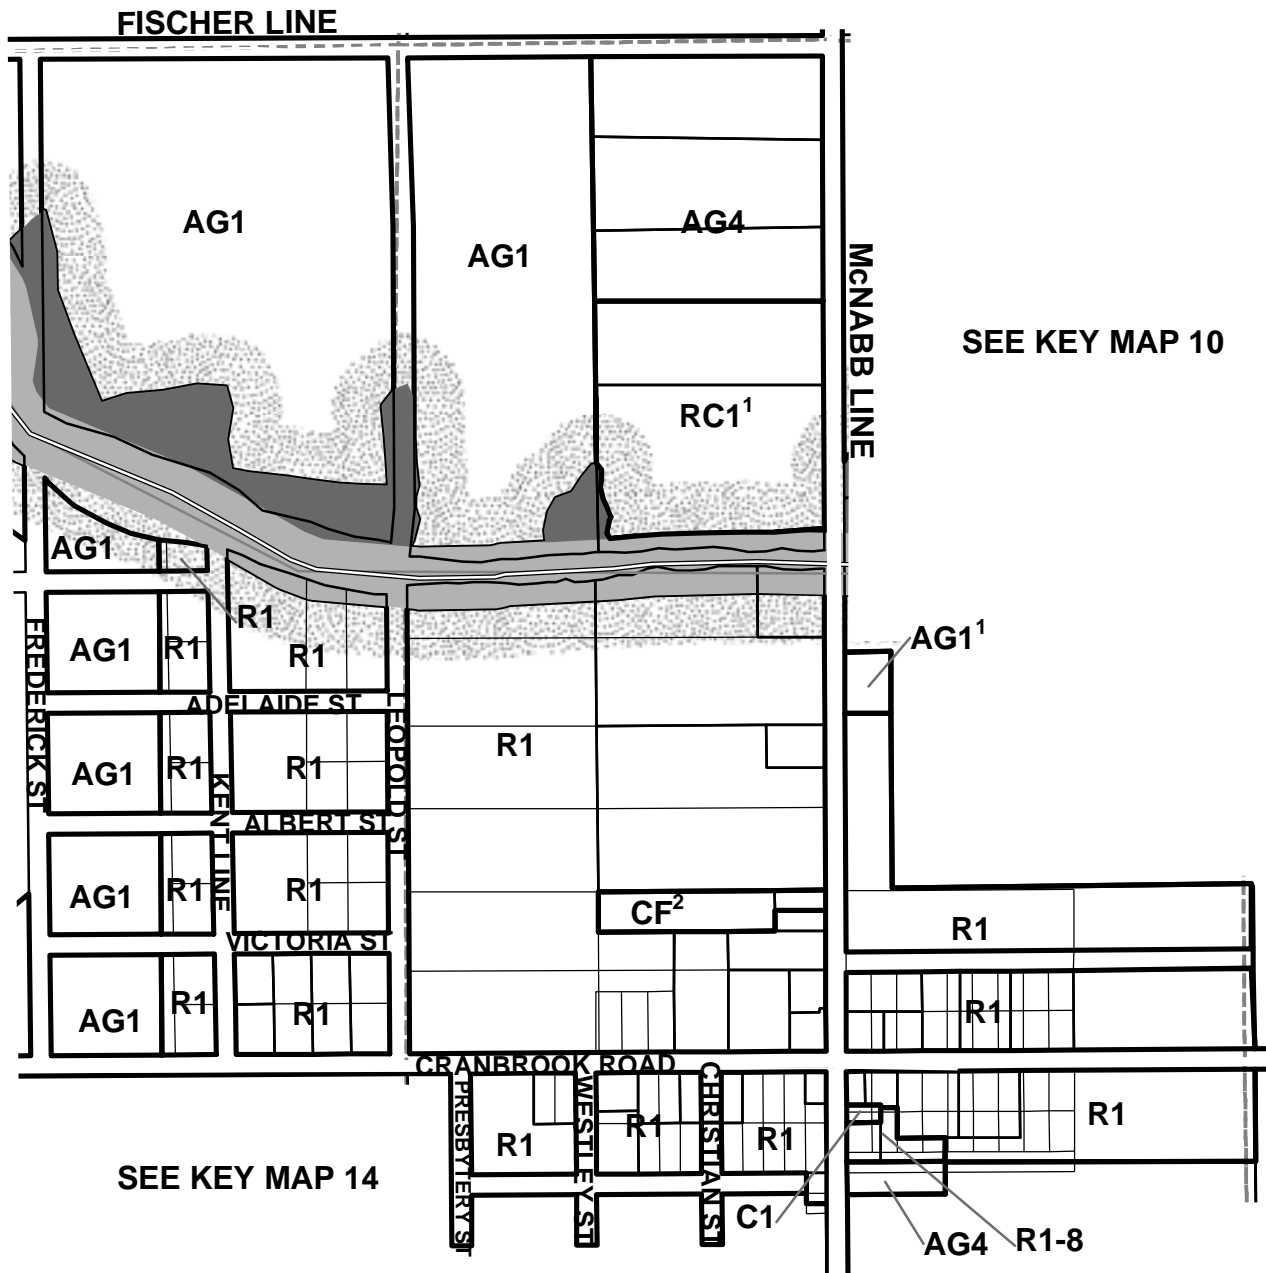 FISCHER LINE
AG1
AG1
AG4
McNABB LINE
SEE KEY MAP 10
RC1¹
AG1
R1
AG1¹
AG1
R1
R1
FREDERICK ST
ADELAIDE ST
LEOPOLD ST
R1
AG1
R1
R1
KENT LINE
ALBERT ST
AG1
R1
R1
CF²
VICTORIA ST
R1
AG1
R1
R1
R1
CRANBROOK ROAD
PRESBYTERY ST
WESTLEY ST
CHRISTIAN ST
R1
R1
R1
R1
SEE KEY MAP 14
C1
AG4
R1-8